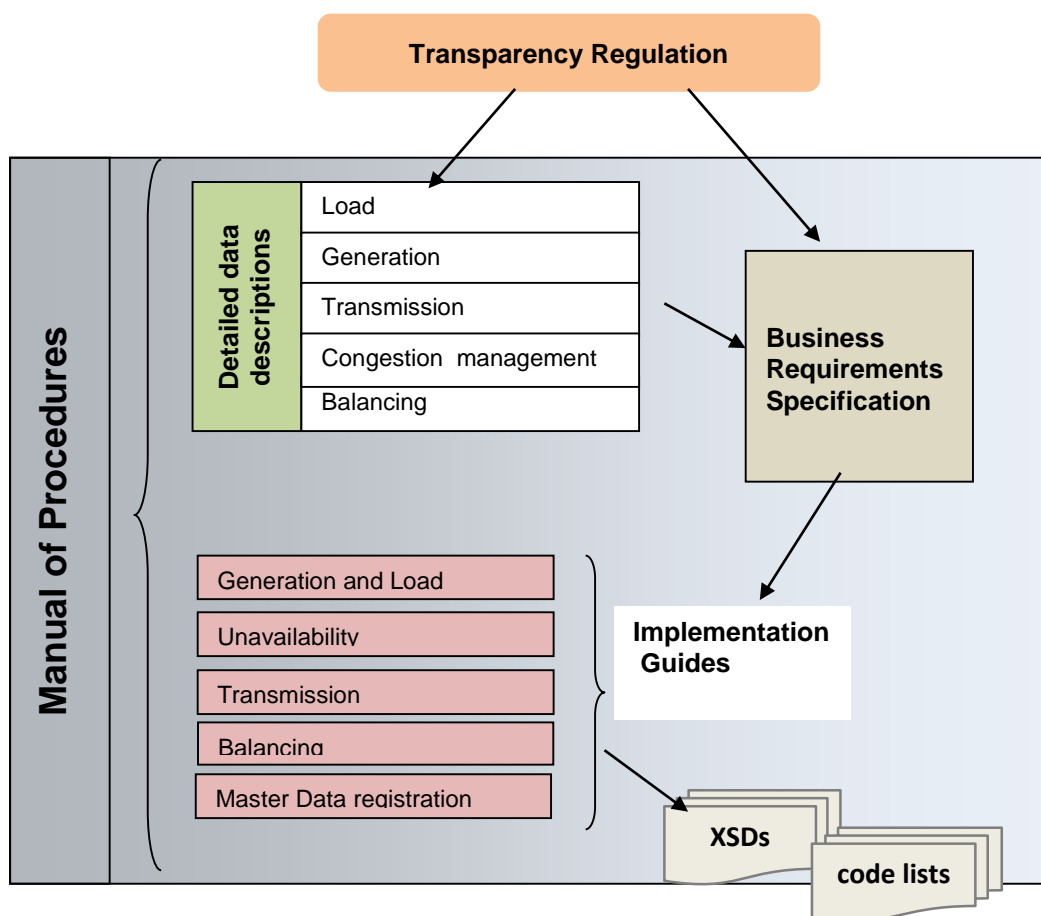 Transparency Regulation
Manual of Procedures
Detailed data
descriptions
Load
Generation
Transmission
Congestion management
Balancing
Business
Requirements
Specification
Generation and Load
Unavailability
Transmission
Balancing
Master Data registration
Implementation
Guides
XSDs
code lists